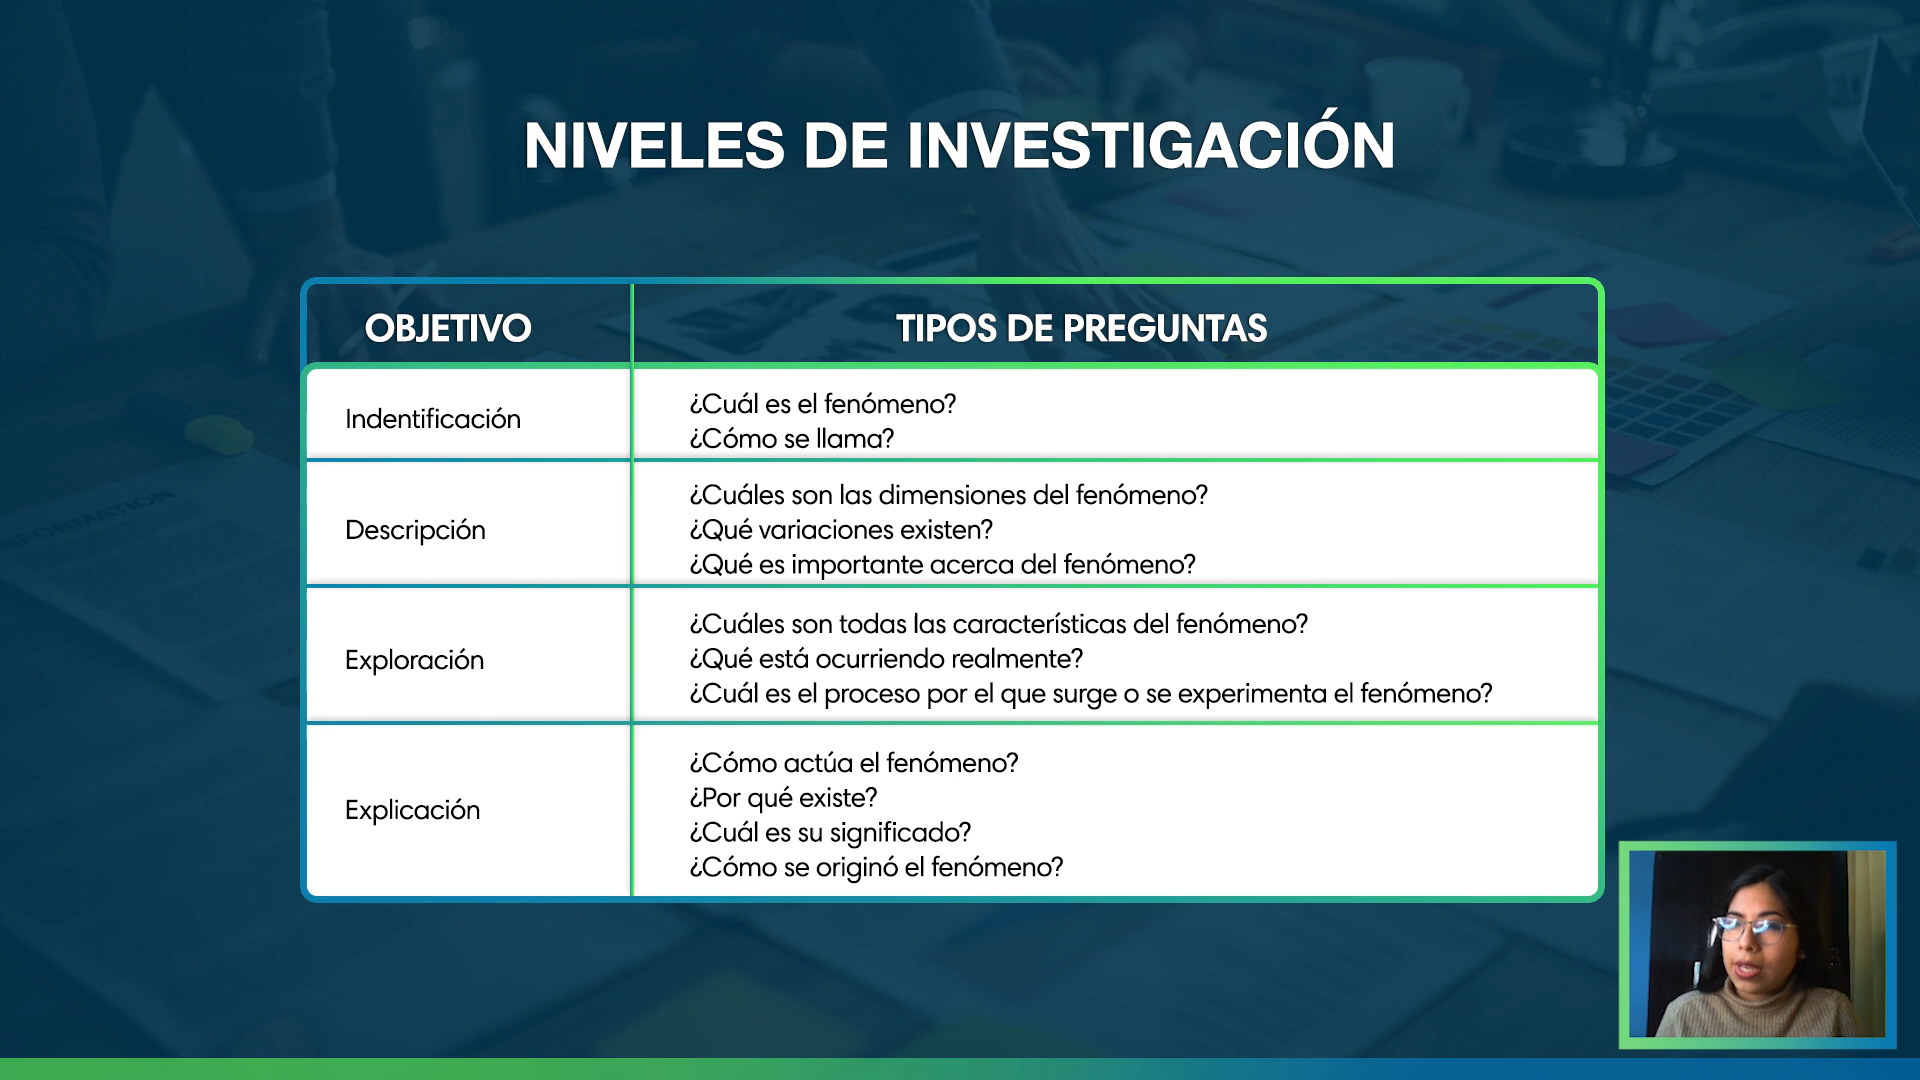 NIVELES DE INVESTIGACIÓN
OBJETIVO
TIPOS DE PREGUNTAS
Indentificación
¿Cuál es el fenómeno?
¿Cómo se llama?
Descripción
¿Cuáles son las dimensiones del fenómeno?
¿Qué variaciones existen?
¿Qué es importante acerca del fenómeno?
Exploración
¿Cuáles son todas las características del fenómeno?
¿Qué está ocurriendo realmente?
¿Cuál es el proceso por el que surge o se experimenta el fenómeno?
Explicación
¿Cómo actúa el fenómeno?
¿Por qué existe?
¿Cuál es su significado?
¿Cómo se originó el fenómeno?